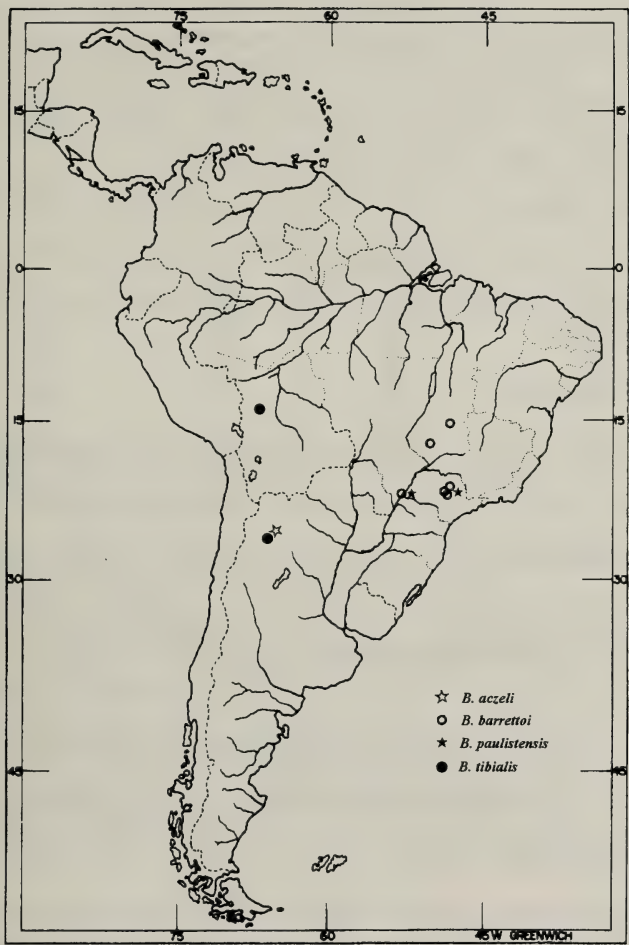 75 60 45
15 15
0 0
15 15
30 30
B. aczeli
B. barrettoi
B. paulistensis
B. tibialis
45 45
75 60 45 W GREENWICH